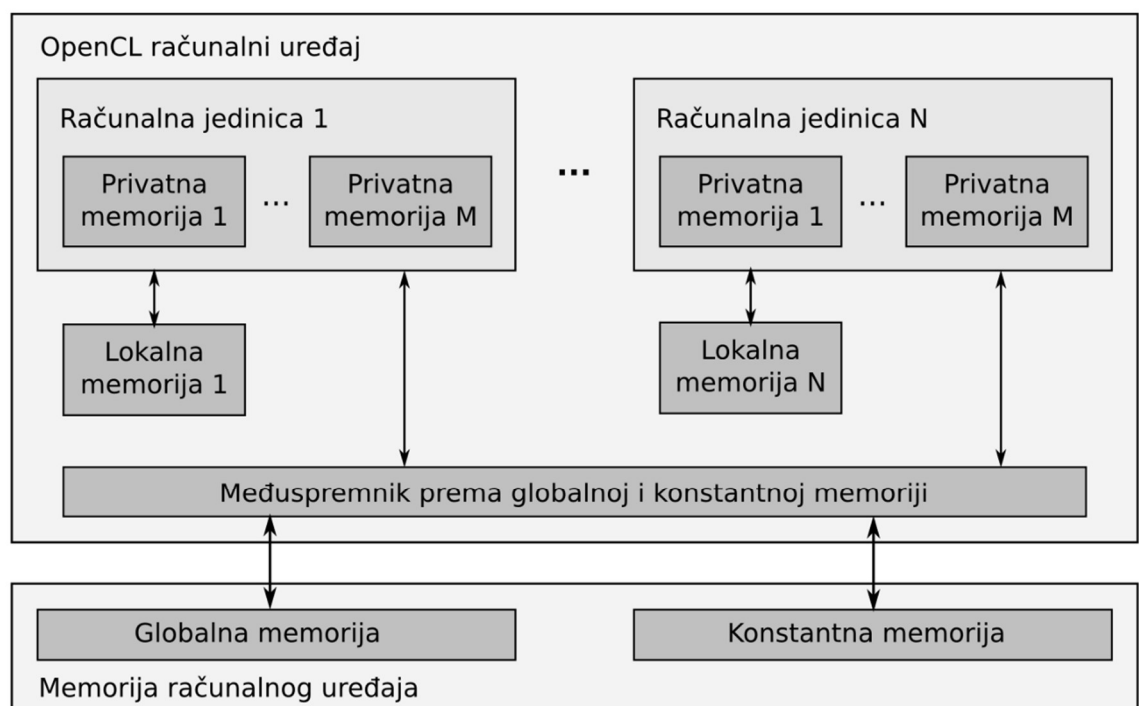 OpenCL računalni uređaj
Računalna jedinica 1
Privatna
memorija 1
...
Privatna
memorija M
...
Računalna jedinica N
Privatna
memorija 1
...
Privatna
memorija M
Lokalna
memorija 1
Lokalna
memorija N
Međuspremnik prema globalnoj i konstantnoj memoriji
Globalna memorija
Konstantna memorija
Memorija računalnog uređaja